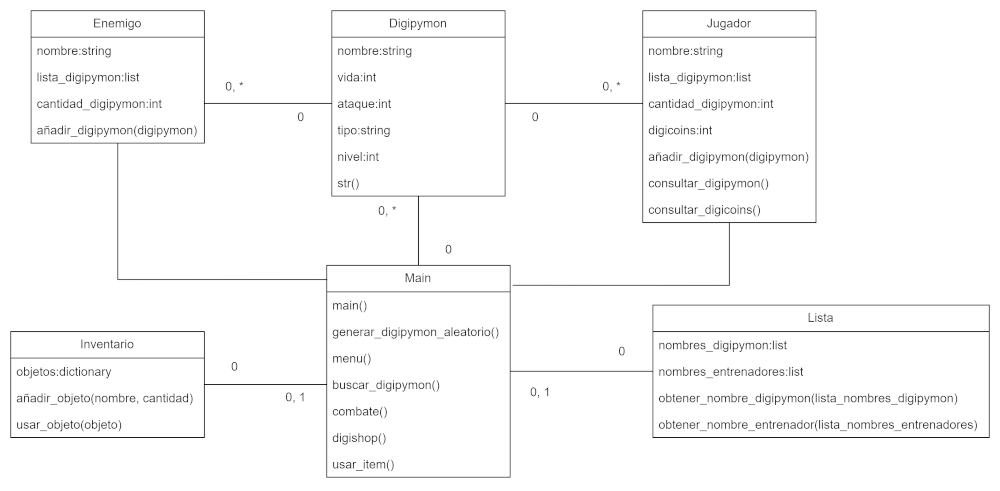 Enemigo
nombre:string
lista_digipymon:list
cantidad_digipymon:int
añadir_digipymon(digipymon)
0, *
0
Digipymon
nombre:string
vida:int
ataque:int
tipo:string
nivel:int
str()
0, *
0
Jugador
nombre:string
lista_digipymon:list
cantidad_digipymon:int
digicoins:int
añadir_digipymon(digipymon)
consultar_digipymon()
consultar_digicoins()
0, *
0
Main
main()
generar_digipymon_aleatorio()
menu()
buscar_digipymon()
combate()
digishop()
usar_item()
Inventario
objetos:dictionary
añadir_objeto(nombre, cantidad)
usar_objeto(objeto)
0
0, 1
0
0, 1
Lista
nombres_digipymon:list
nombres_entrenadores:list
obtener_nombre_digipymon(lista_nombres_digipymon)
obtener_nombre_entrenador(lista_nombres_entrenadores)